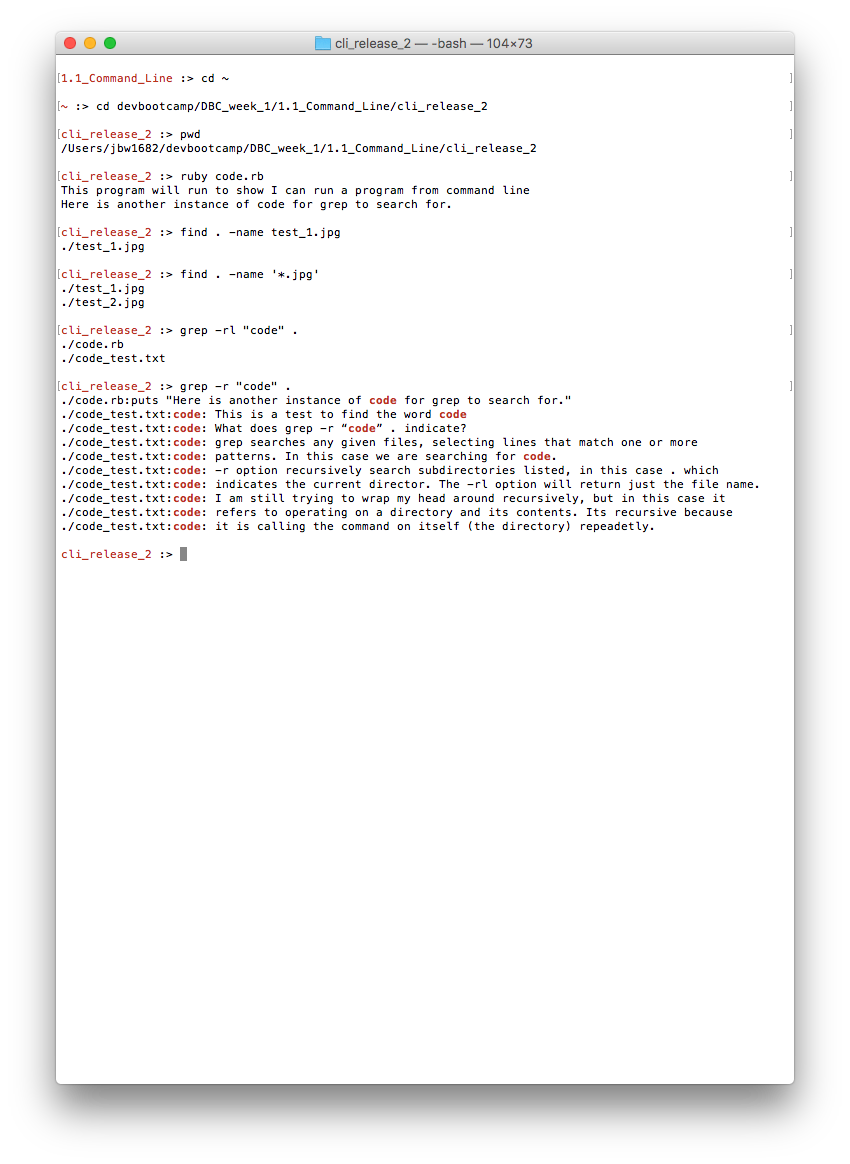 cli_release_2 — -bash — 104×73
[1.1_Command_Line :> cd ~ ]
[~ :> cd devbootcamp/DBC_week_1/1.1_Command_Line/cli_release_2 ]
[cli_release_2 :> pwd ]
/Users/jbw1682/devbootcamp/DBC_week_1/1.1_Command_Line/cli_release_2
[cli_release_2 :> ruby code.rb ]
This program will run to show I can run a program from command line
Here is another instance of code for grep to search for.
[cli_release_2 :> find . -name test_1.jpg ]
./test_1.jpg
[cli_release_2 :> find . -name '*.jpg' ]
./test_1.jpg
./test_2.jpg
[cli_release_2 :> grep -rl "code" . ]
./code.rb
./code_test.txt
[cli_release_2 :> grep -r "code" . ]
./code.rb:puts "Here is another instance of code for grep to search for."
./code_test.txt:code: This is a test to find the word code
./code_test.txt:code: What does grep -r “code” . indicate?
./code_test.txt:code: grep searches any given files, selecting lines that match one or more
./code_test.txt:code: patterns. In this case we are searching for code.
./code_test.txt:code: -r option recursively search subdirectories listed, in this case . which
./code_test.txt:code: indicates the current director. The -rl option will return just the file name.
./code_test.txt:code: I am still trying to wrap my head around recursively, but in this case it
./code_test.txt:code: refers to operating on a directory and its contents. Its recursive because
./code_test.txt:code: it is calling the command on itself (the directory) repeadetly.
cli_release_2 :>